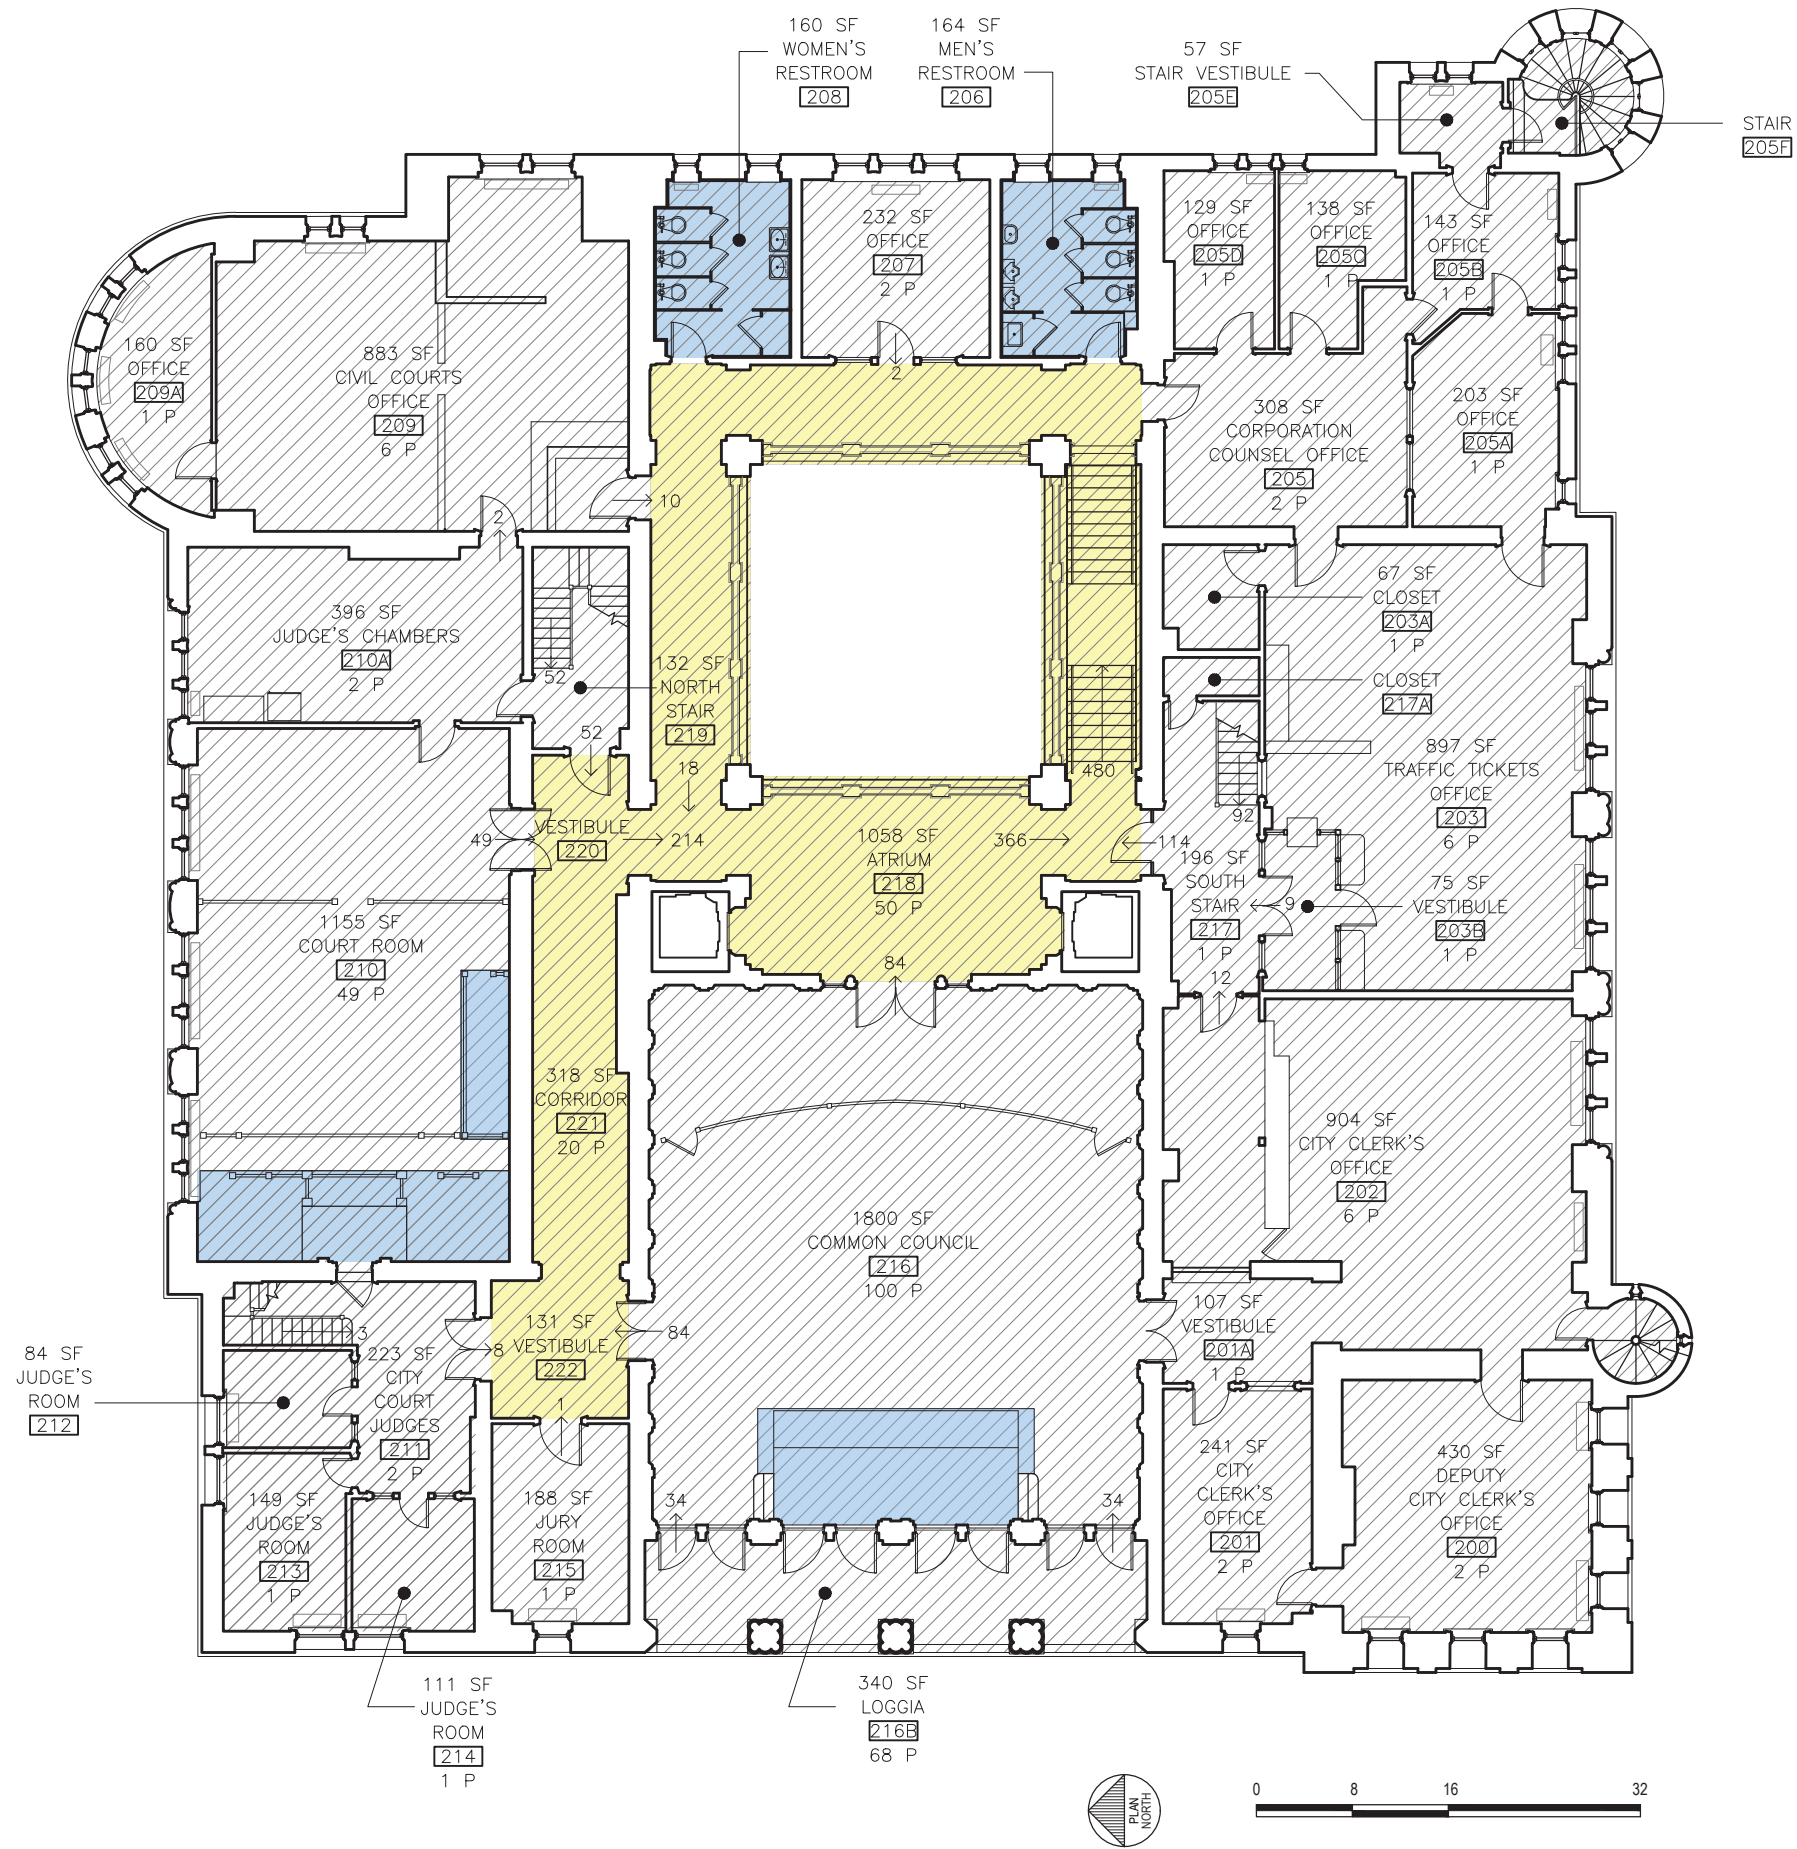 160 SF
WOMEN'S
RESTROOM
208
164 SF
MEN'S
RESTROOM
206
57 SF
STAIR VESTIBULE
205E
STAIR
205F
232 SF
OFFICE
207
2 P
2
129 SF
OFFICE
205D
1 P
138 SF
OFFICE
205C
1 P
143 SF
OFFICE
205B
1 P
160 SF
OFFICE
209A
1 P
883 SF
CIVIL COURTS
OFFICE
209
6 P
10
2
308 SF
CORPORATION
COUNSEL OFFICE
205
2 P
203 SF
OFFICE
205A
1 P
396 SF
JUDGE'S CHAMBERS
210A
2 P
52
132 SF
NORTH
STAIR
219
52
18
67 SF
CLOSET
203A
1 P
CLOSET
217A
480
92
897 SF
TRAFFIC TICKETS
OFFICE
203
6 P
49
VESTIBULE
220
214
1058 SF
ATRIUM
218
50 P
366
114
196 SF
SOUTH
STAIR
217
1 P
9
75 SF
VESTIBULE
203B
1 P
1155 SF
COURT ROOM
210
49 P
84
12
318 SF
CORRIDOR
221
20 P
904 SF
CITY CLERK'S
OFFICE
202
6 P
1800 SF
COMMON COUNCIL
216
100 P
84 SF
JUDGE'S
ROOM
212
3
223 SF
CITY
COURT
JUDGES
211
2 P
8
131 SF
VESTIBULE
222
84
1
107 SF
VESTIBULE
201A
1 P
149 SF
JUDGE'S
ROOM
213
1 P
188 SF
JURY
ROOM
215
1 P
34
34
241 SF
CITY
CLERK'S
OFFICE
201
2 P
430 SF
DEPUTY
CITY CLERK'S
OFFICE
200
2 P
111 SF
JUDGE'S
ROOM
214
1 P
340 SF
LOGGIA
216B
68 P
PLAN
NORTH
0 8 16 32